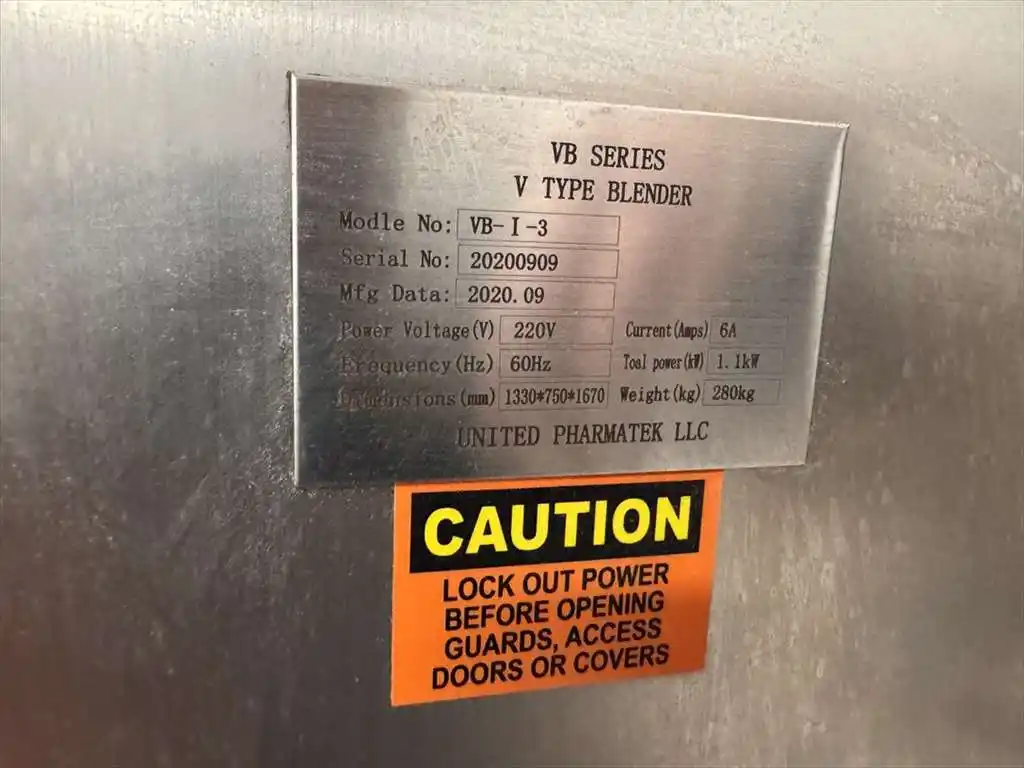 VB SERIES
V TYPE BLENDER
Modle No: VB-I-3
Serial No: 20200909
Mfg Data: 2020.09
Power Voltage(V) 220V Current(Amps) 6A
Frequency(Hz) 60Hz Toal power(kW) 1.1kW
Dimensions(mm) 1330*750*1670 Weight(kg) 280kg
UNITED PHARMATEK LLC
CAUTION
LOCK OUT POWER
BEFORE OPENING
GUARDS, ACCESS
DOORS OR COVERS